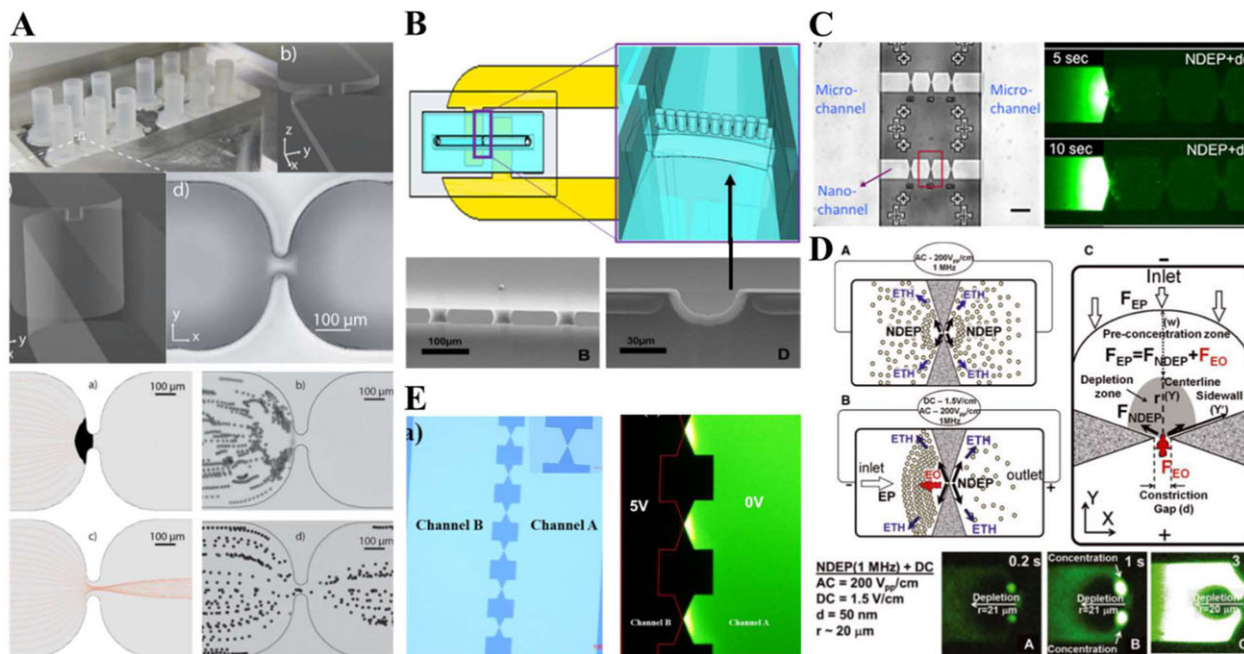 A
)
b)
z
y
x
)
d)
y
x
100 μm
a)
100 μm
b)
100 μm
c)
100 μm
d)
100 μm
B
100μm
B
30μm
D
E
a)
Channel B
Channel A
5V
0V
Channel B
Channel A
C
Micro-
channel
Micro-
channel
Nano-
channel
5 sec
NDEP+d
10 sec
NDEP+d
D
A
AC - 200Vpp/cm
1 MHz
ETH
ETH
NDEP
NDEP
ETH
ETH
B
DC – 1.5V/cm
AC – 200Vpp/cm
1MHz
ETH
ETH
inlet
EO
NDEP
outlet
-
EP
+
ETH
ETH
C
-
Inlet
FEP
(w)
Pre-concentration zone
FEP=FNDEP+FEO
Depletion
zone
r
Centerline
(Y)
Sidewall
(Y')
FNDEP
FEO
Constriction
Gap (d)
Y
X
+
NDEP(1 MHz) + DC
AC = 200 Vpp/cm
DC = 1.5 V/cm
d = 50 nm
r ~ 20 μm
0.2 s
Depletion
r=21 μm
A
Concentration
1 s
Depletion
r=21 μm
Concentration
B
3
Depletion
r=20 μm